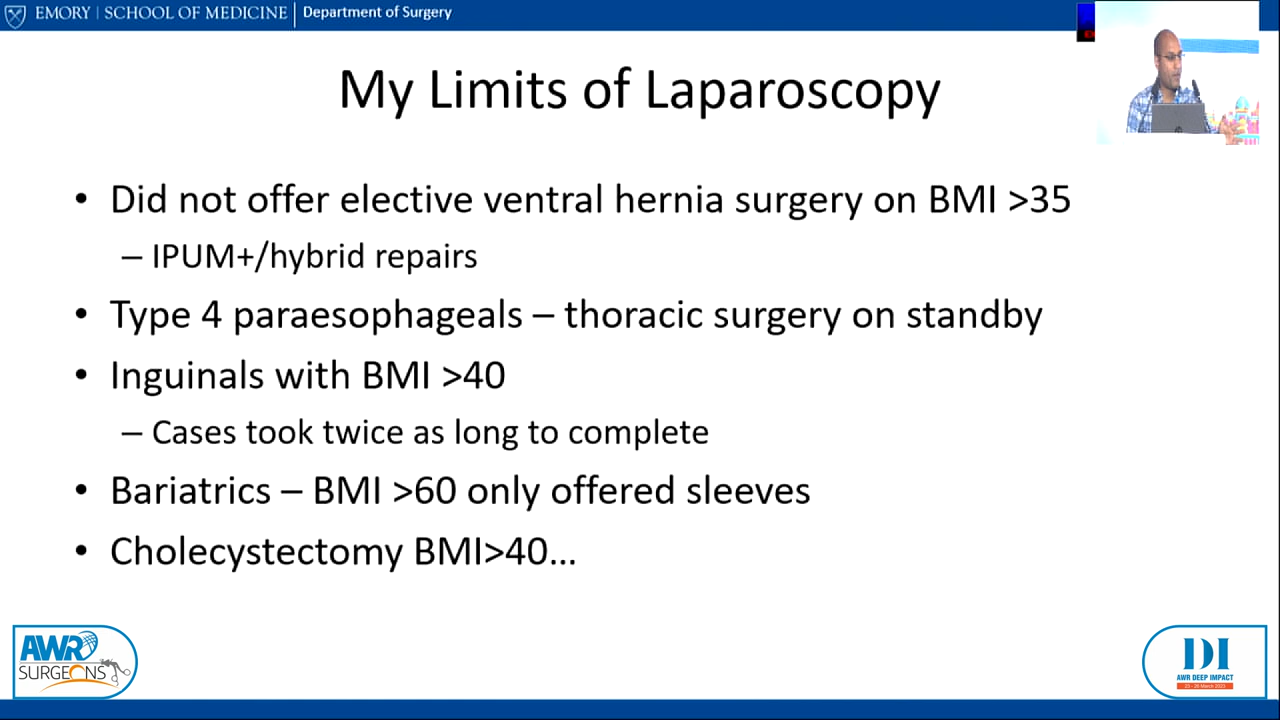 EMORY | SCHOOL OF MEDICINE | Department of Surgery
My Limits of Laparoscopy
• Did not offer elective ventral hernia surgery on BMI >35
– IPUM+/hybrid repairs
• Type 4 paraesophageals – thoracic surgery on standby
• Inguinals with BMI >40
– Cases took twice as long to complete
• Bariatrics – BMI >60 only offered sleeves
• Cholecystectomy BMI>40…
AWR
SURGEONS
DI
AWR DEEP IMPACT